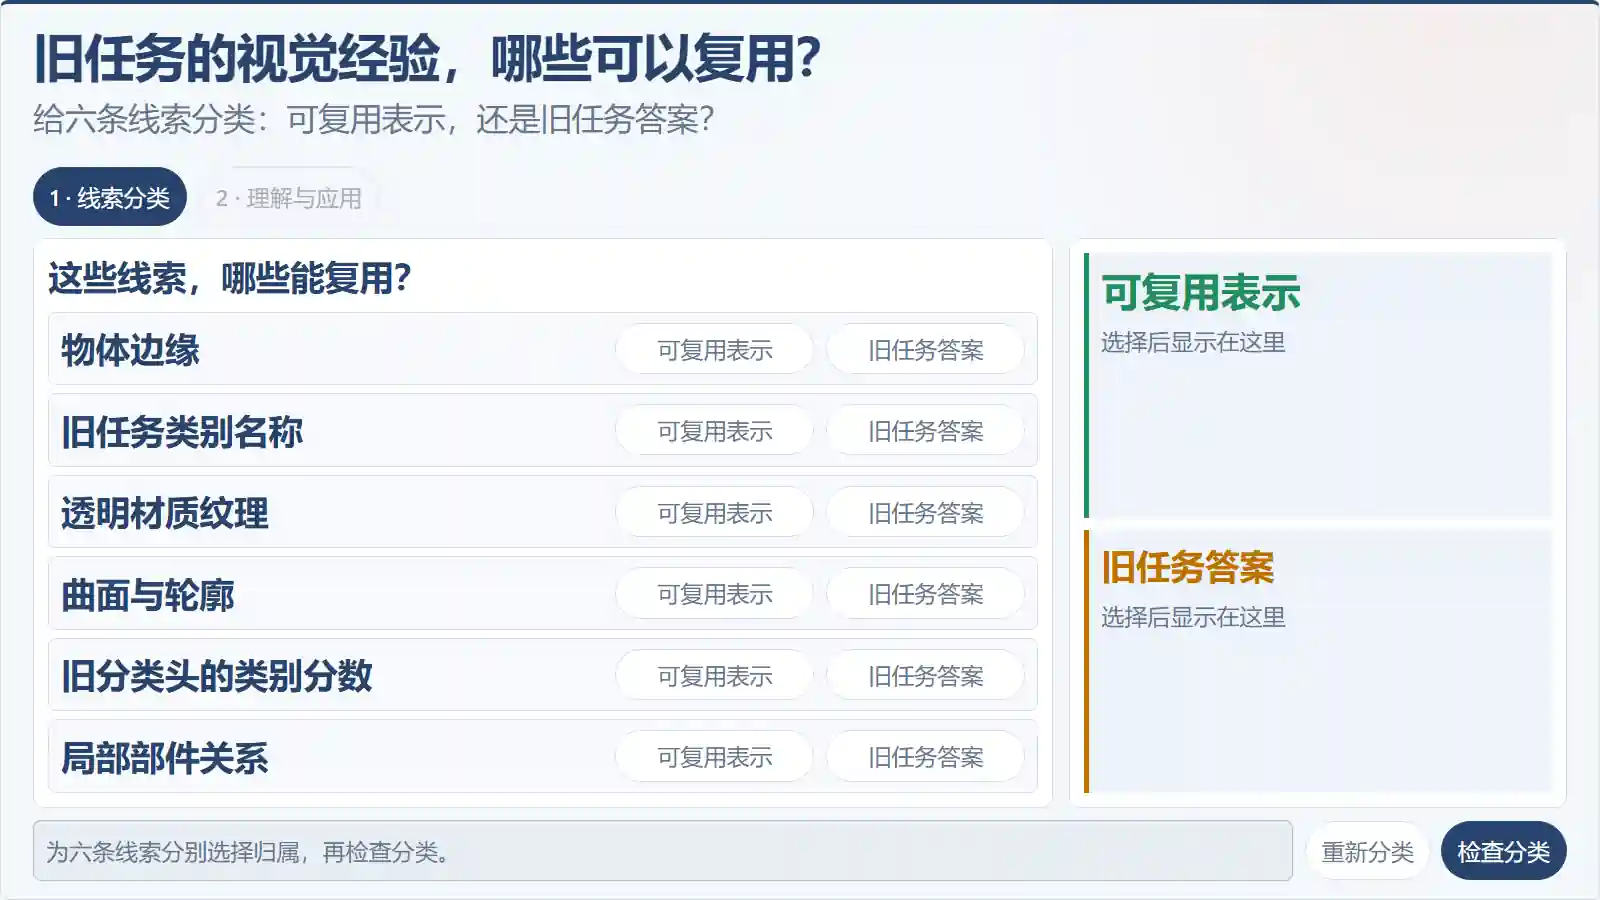 旧任务的视觉经验，哪些可以复用？
给六条线索分类：可复用表示，还是旧任务答案？
1 · 线索分类
2 · 理解与应用
这些线索，哪些能复用？
物体边缘 可复用表示 旧任务答案
旧任务类别名称 可复用表示 旧任务答案
透明材质纹理 可复用表示 旧任务答案
曲面与轮廓 可复用表示 旧任务答案
旧分类头的类别分数 可复用表示 旧任务答案
局部部件关系 可复用表示 旧任务答案
可复用表示
选择后显示在这里
旧任务答案
选择后显示在这里
为六条线索分别选择归属，再检查分类。
重新分类
检查分类